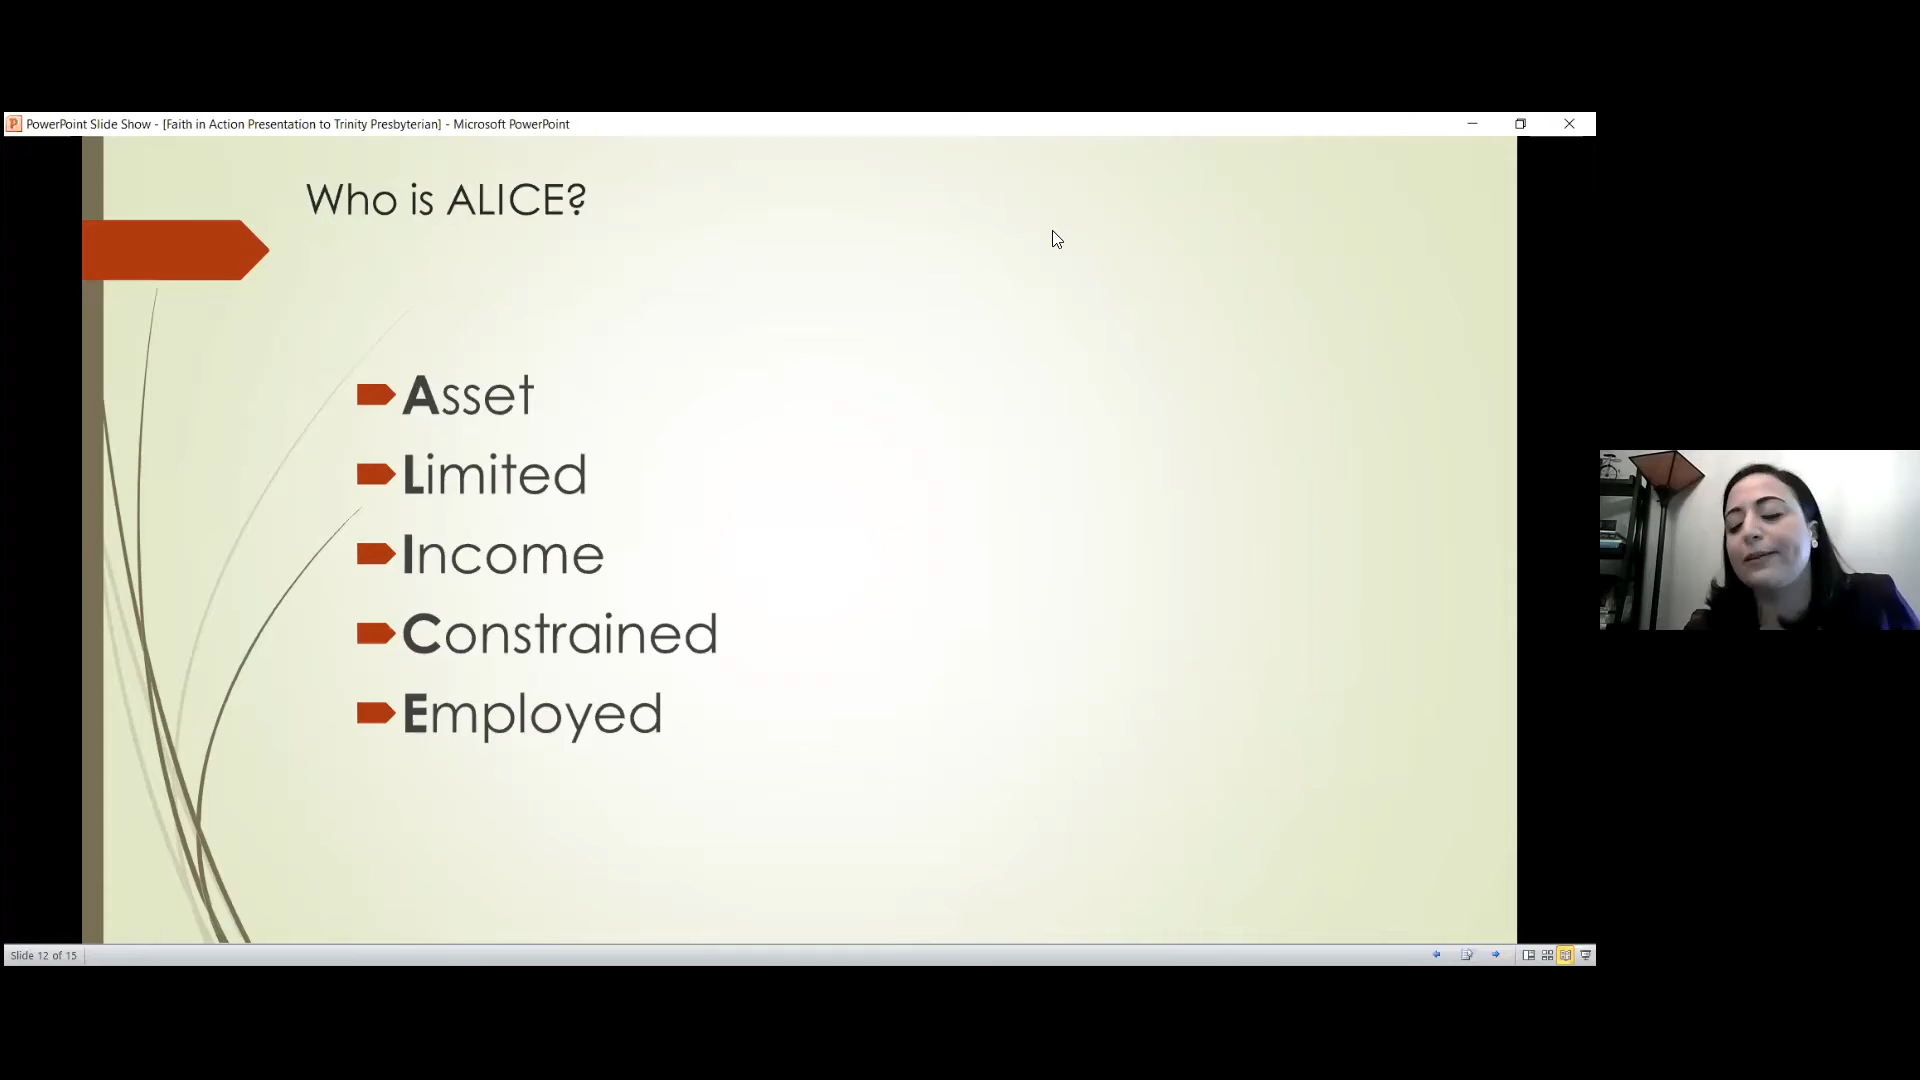 PowerPoint Slide Show - [Faith in Action Presentation to Trinity Presbyterian] - Microsoft PowerPoint
Who is ALICE?
Asset
Limited
Income
Constrained
Employed
Slide 12 of 15